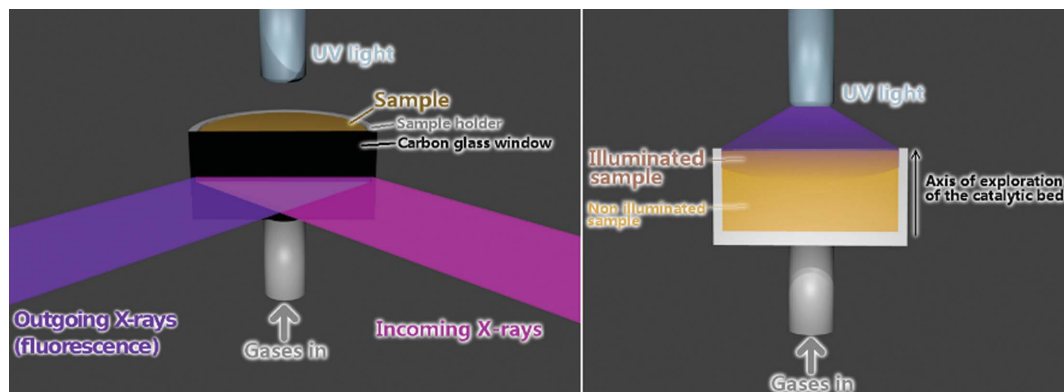 UV light
Sample
Sample holder
Carbon glass window
Outgoing X-rays
(fluorescence)
Incoming X-rays
Gases in
UV light
Illuminated
sample
Non illuminated
sample
Axis of exploration
of the catalytic bed
Gases in